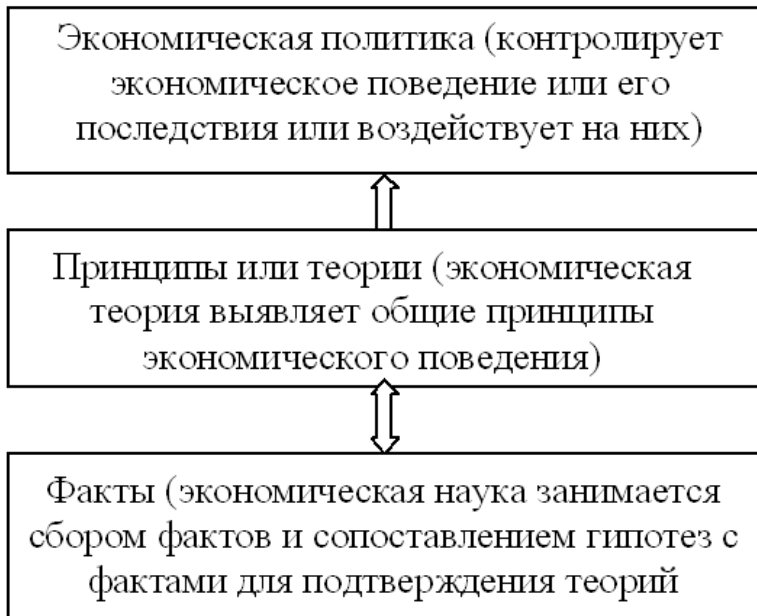 Экономическая политика (контролирует
экономическое поведение или его
последствия или воздействует на них)
Принципы или теории (экономическая
теория выявляет общие принципы
экономического поведения)
Факты (экономическая наука занимается
сбором фактов и сопоставлением гипотез с
фактами для подтверждения теорий